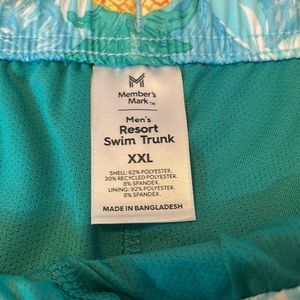 M
Member's
Mark™
Men's
Resort
Swim Trunk
XXL
SHELL: 62% POLYESTER,
30% RECYCLED POLYESTER,
8% SPANDEX.
LINING: 92% POLYESTER,
8% SPANDEX.
MADE IN BANGLADESH